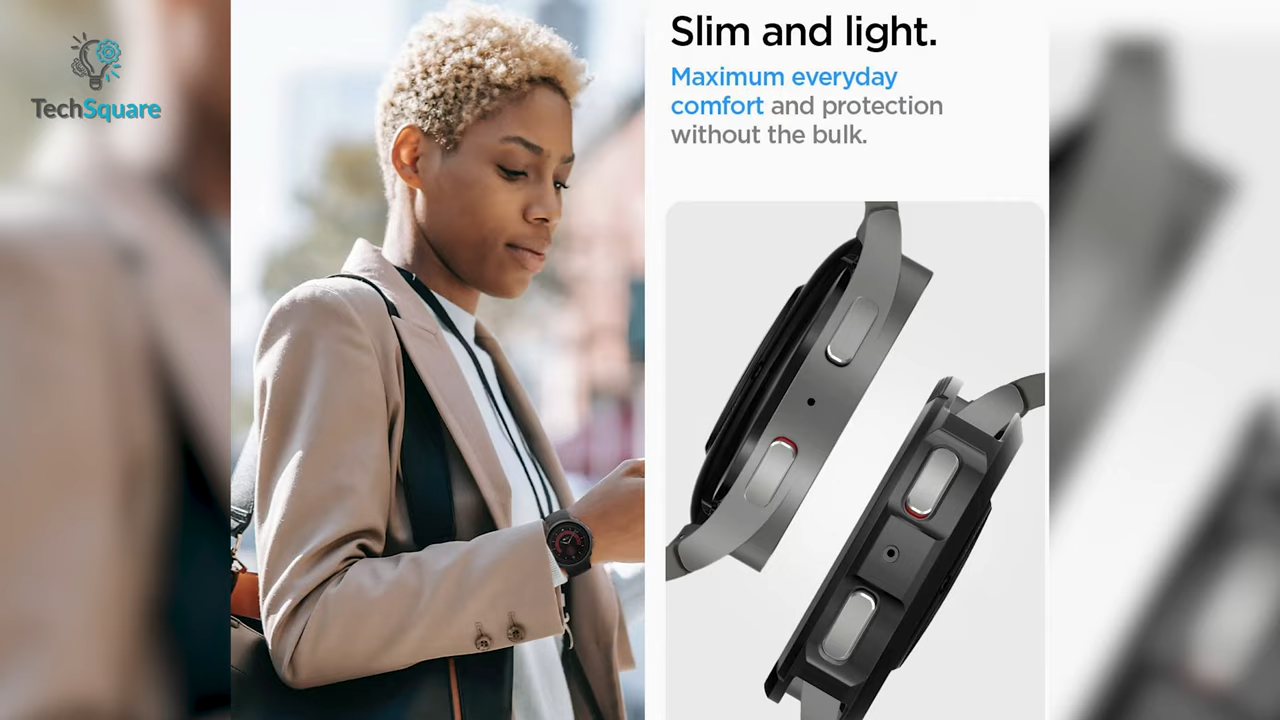 TechSquare
Slim and light.
Maximum everyday
comfort and protection
without the bulk.